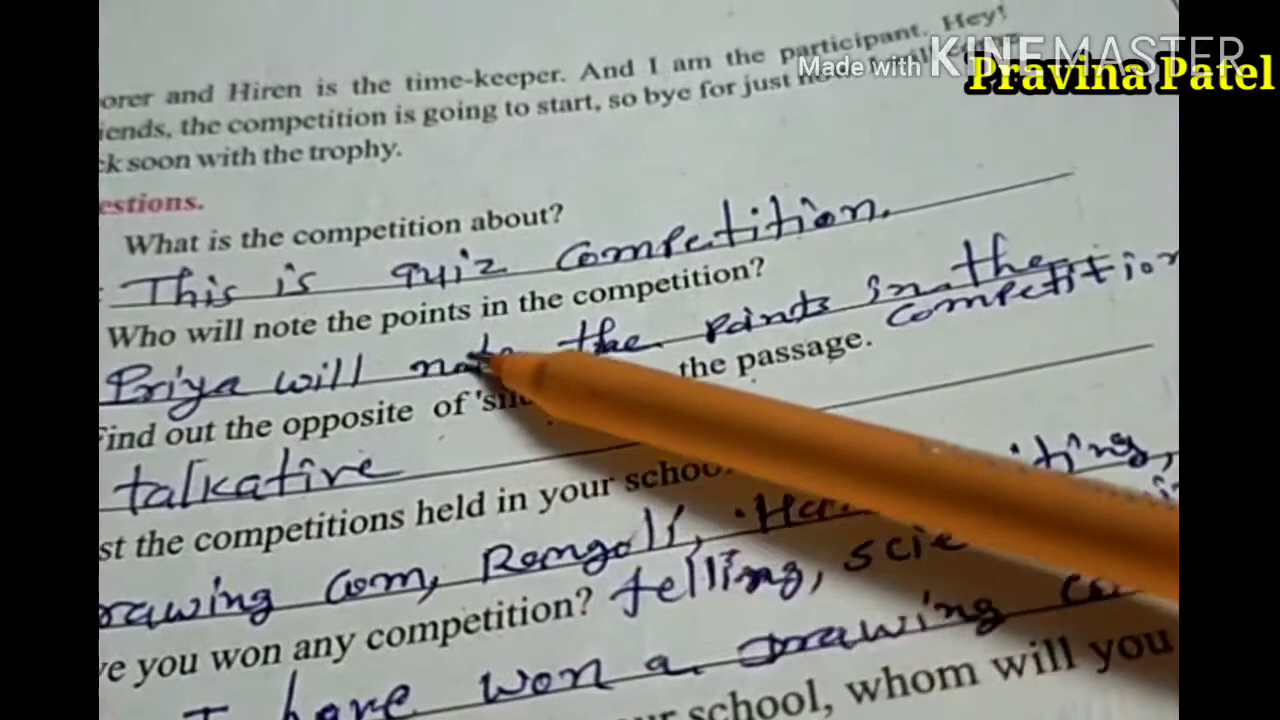 orer and Hiren is the time-keeper. And I am the participant. Hey!
iends, the competition is going to start, so bye for just
ck soon with the trophy.
Made with KINEMASTER
Pravina Patel
estions.
What is the competition about?
This is quiz competition.
Who will note the points in the competition?
Priya will note the points in the competition
Find out the opposite of the passage.
talkative
st the competitions held in your school.
rawing com, Rangoli, iting,
ve you won any competition? telling,
I have won a drawing
school, whom will you